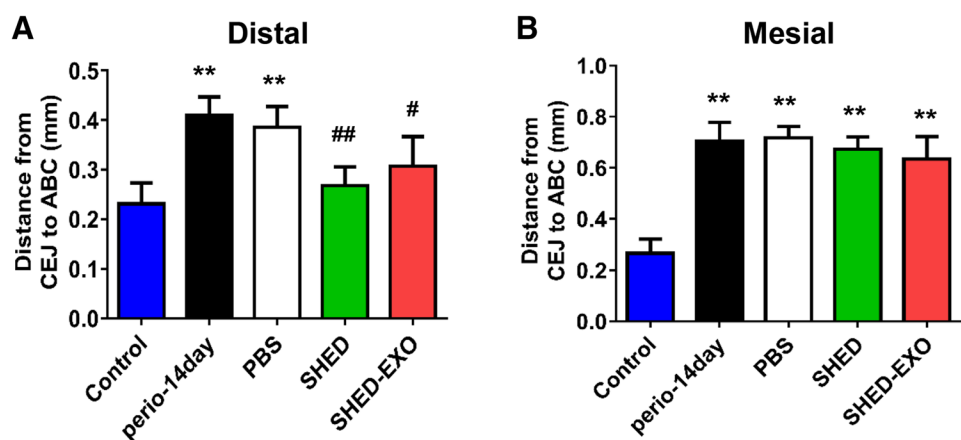 A
Distal
Distance from
CEJ to ABC (mm)
0.5
0.4
0.3
0.2
0.1
0.0
**
**
##
#
Control
perio-14day
PBS
SHED
SHED-EXO
B
Mesial
Distance from
CEJ to ABC (mm)
1.0
0.8
0.6
0.4
0.2
0.0
**
**
**
**
Control
perio-14day
PBS
SHED
SHED-EXO